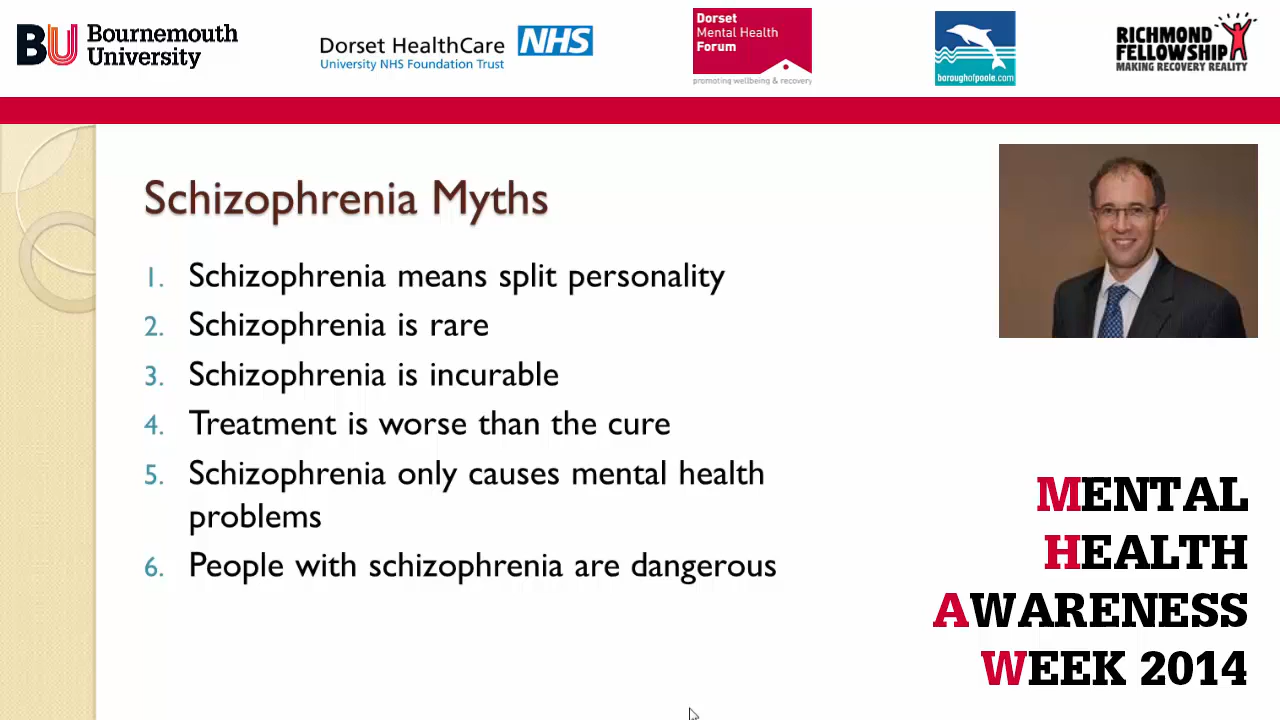 BU Bournemouth
University
Dorset HealthCare NHS
University NHS Foundation Trust
Dorset
Mental Health
Forum
promoting wellbeing & recovery
boroughofpoole.com
RICHMOND
FELLOWSHIP
MAKING RECOVERY REALITY
Schizophrenia Myths
1. Schizophrenia means split personality
2. Schizophrenia is rare
3. Schizophrenia is incurable
4. Treatment is worse than the cure
5. Schizophrenia only causes mental health
problems
6. People with schizophrenia are dangerous
MENTAL
HEALTH
AWARENESS
WEEK 2014